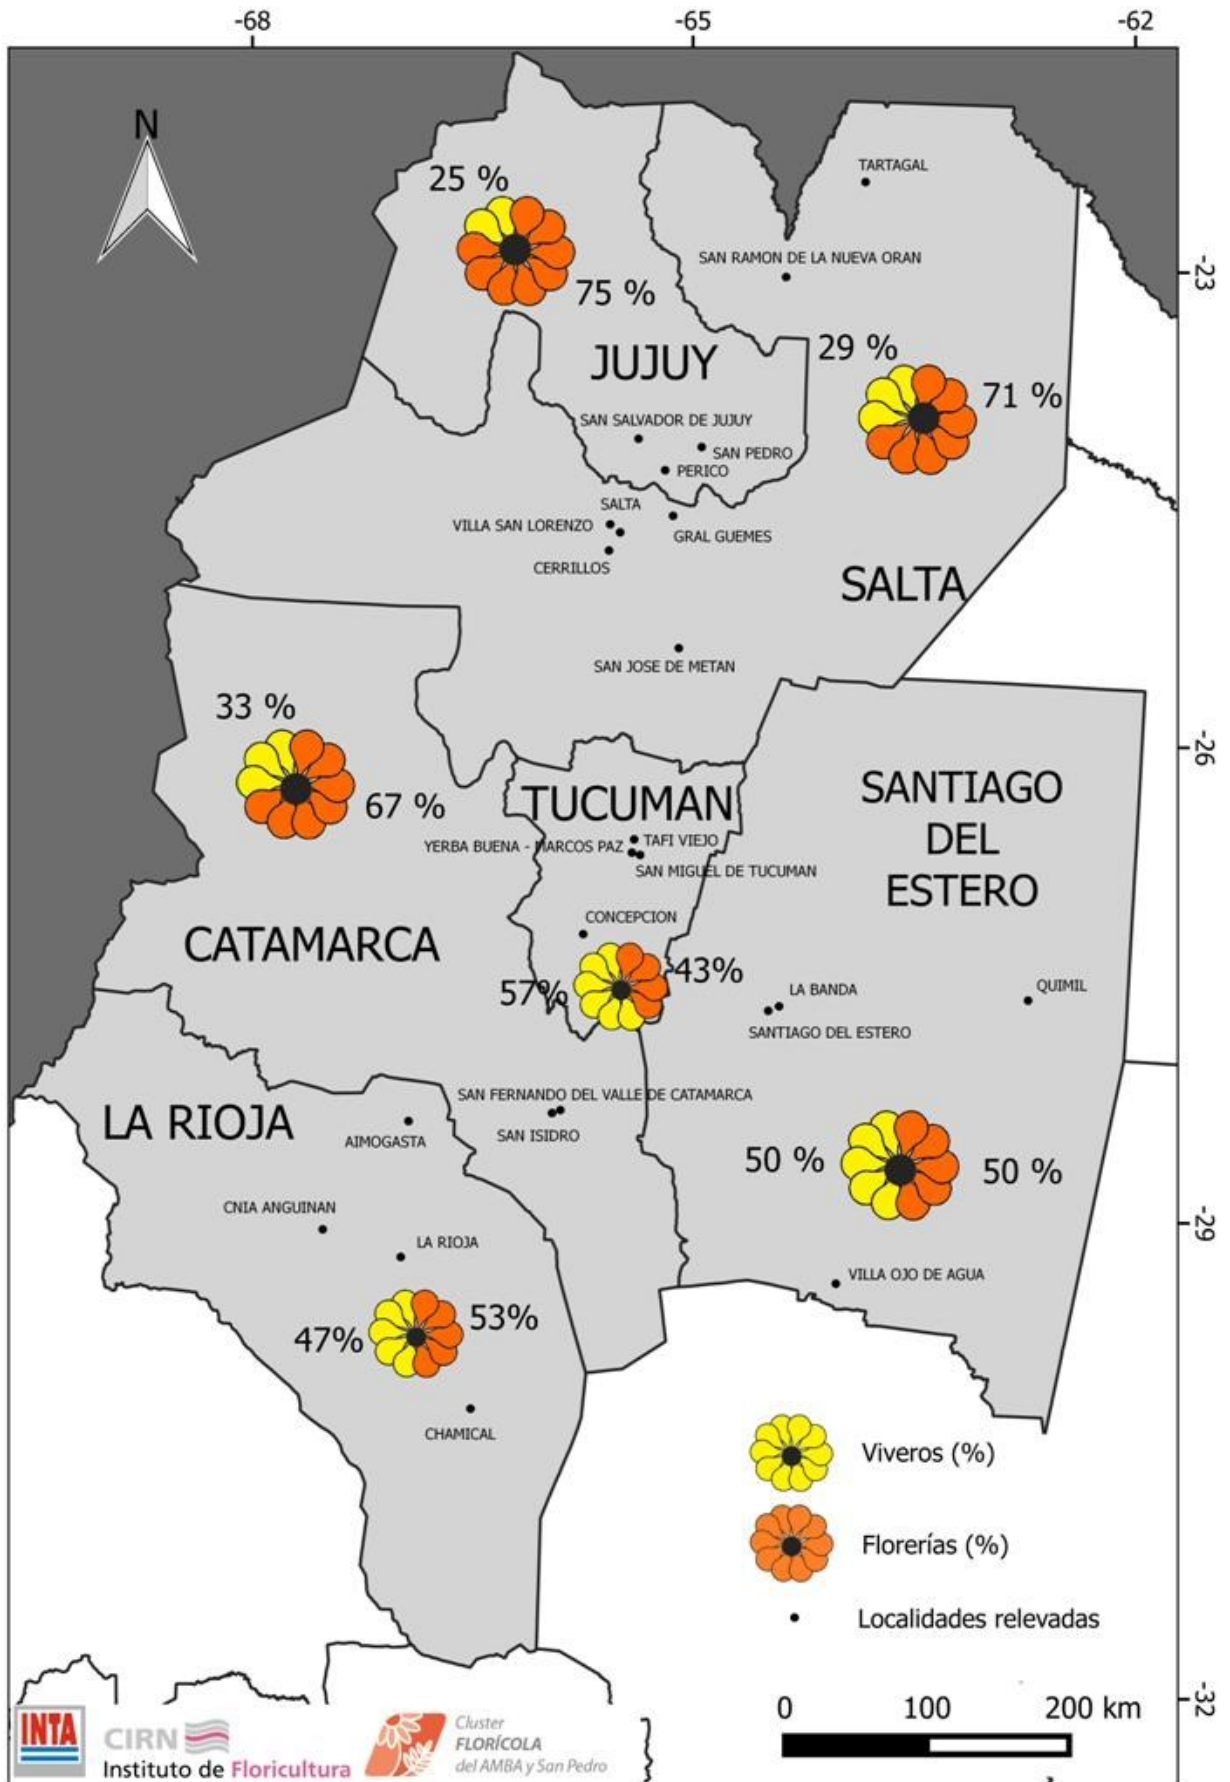 -68
-65
-62
N
TARTAGAL
25 %
SAN RAMON DE LA NUEVA ORAN
-23
75 %
29 %
JUJUY
71 %
SAN SALVADOR DE JUJUY
SAN PEDRO
PERICO
SALTA
VILLA SAN LORENZO
GRAL GUEMES
CERRILLOS
SALTA
SAN JOSE DE METAN
33 %
-26
SANTIAGO
DEL
ESTERO
TUCUMAN
67 %
TAFI VIEJO
YERBA BUENA - MARCOS PAZ
SAN MIGUEL DE TUCUMAN
CONCEPCION
CATAMARCA
43%
57%
LA BANDA
QUIMIL
SANTIAGO DEL ESTERO
SAN FERNANDO DEL VALLE DE CATAMARCA
LA RIOJA
AIMOGASTA
SAN ISIDRO
50 %
50 %
CNIA ANGUINAN
-29
LA RIOJA
VILLA OJO DE AGUA
53%
47%
CHAMICAL
Viveros (%)
Florerías (%)
Localidades relevadas
-32
0 100 200 km
INTA
CIRN
Instituto de Floricultura
Cluster
FLORÍCOLA
del AMBA y San Pedro